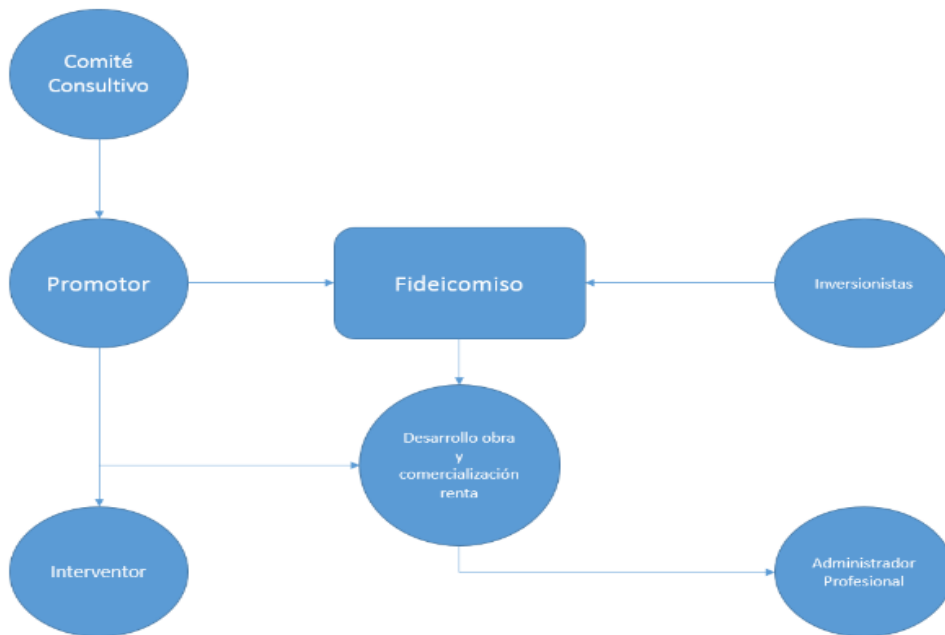 Comité
Consultivo
Promotor
Fideicomiso
Inversionistas
Desarrollo obra
y
comercialización
renta
Interventor
Administrador
Profesional